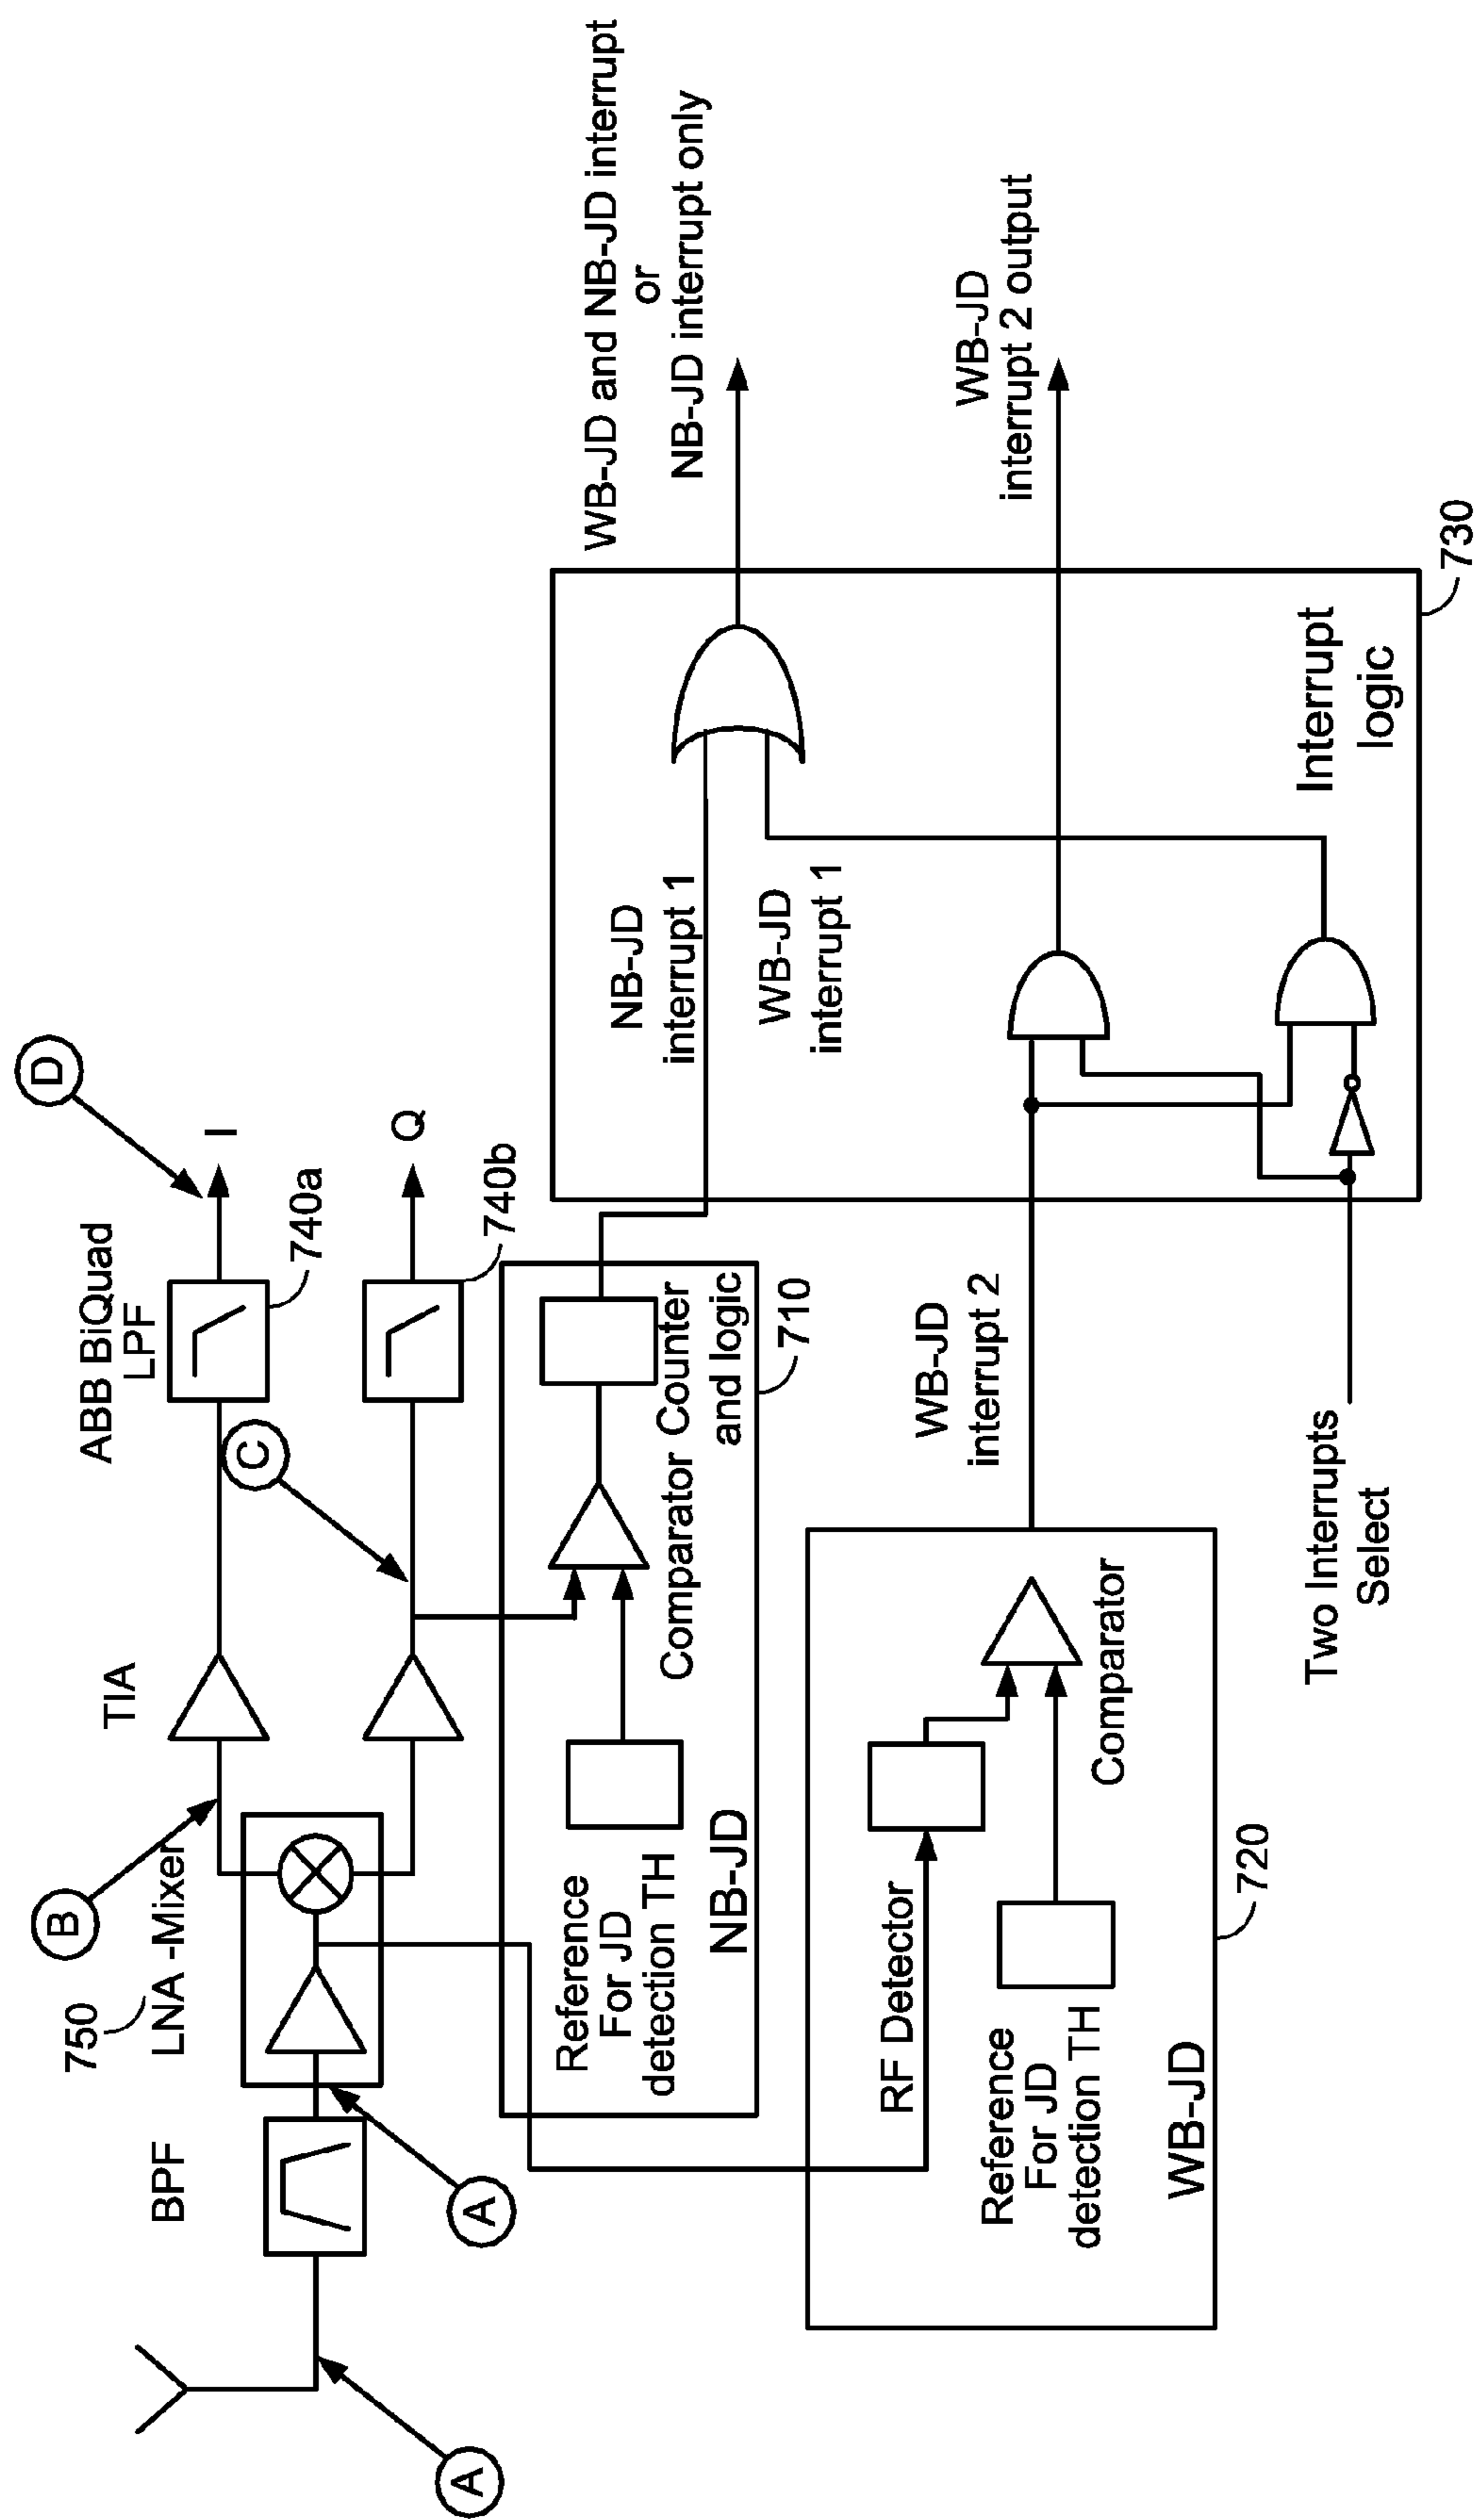 750
BPF
LNA -Mixer
TIA
ABB BiQuad
LPF
A
A
B
C
D
I
Q
740a
740b
Reference
For JD
detection TH
NB-JD
Comparator
Counter
and logic
710
RF Detector
Reference
For JD
detection TH
WB-JD
Comparator
720
WB-JD
interrupt 2
Two Interrupts
Select
NB-JD
interrupt 1
WB-JD
interrupt 1
Interrupt
logic
730
WB-JD and NB-JD interrupt
or
NB-JD interrupt only
WB-JD
interrupt 2 output